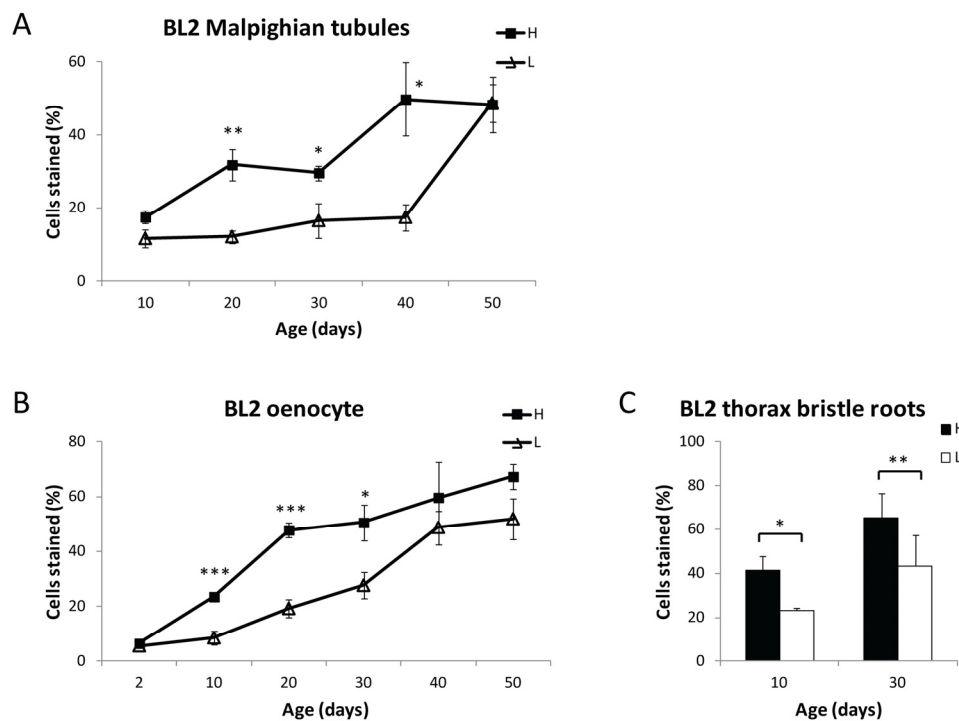 A
BL2 Malpighian tubules
H
L
60
40
20
0
Cells stained (%)
**
*
*
10 20 30 40 50
Age (days)
B
BL2 oenocyte
H
L
80
60
40
20
0
Cells stained (%)
***
***
*
2 10 20 30 40 50
Age (days)
C
BL2 thorax bristle roots
H
L
100
80
60
40
20
0
Cells stained (%)
*
**
10 30
Age (days)